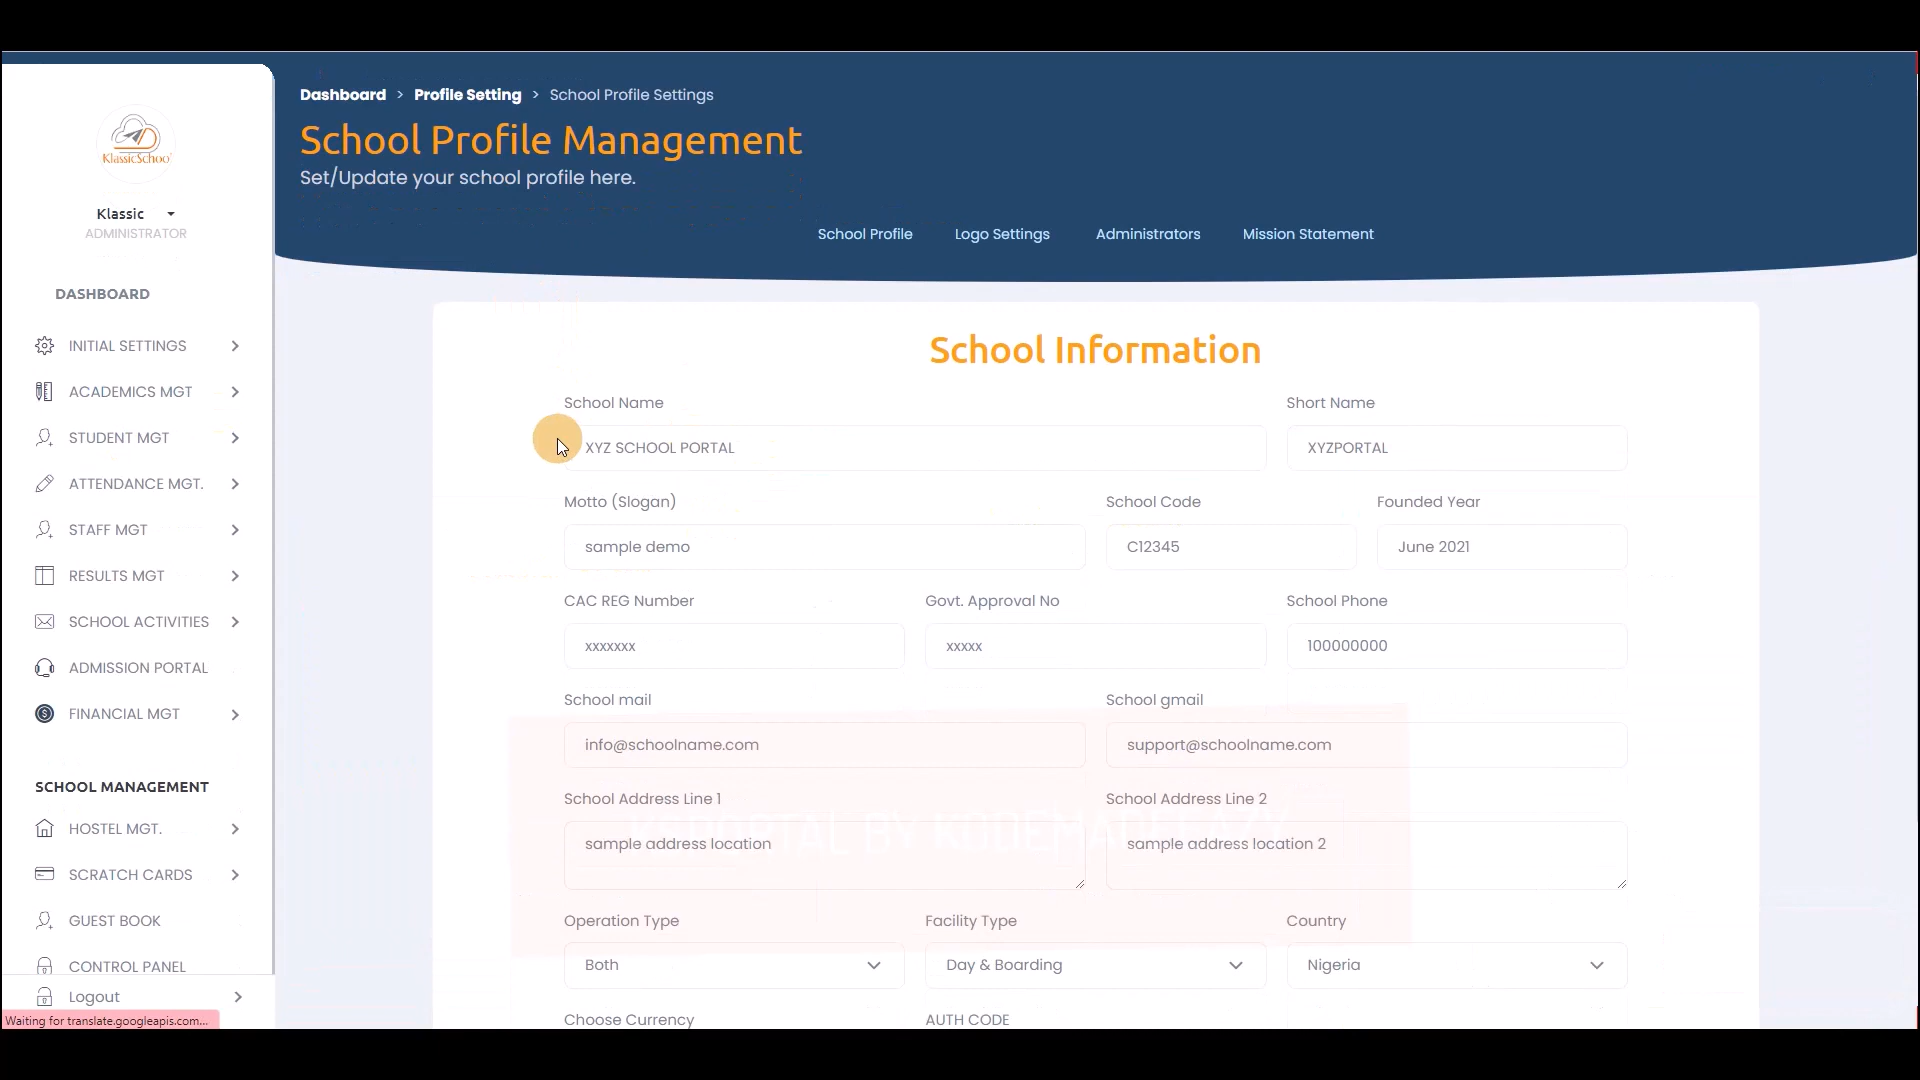 Dashboard > Profile Setting > School Profile Settings
School Profile Management
Set/Update your school profile here.
School Profile Logo Settings Administrators Mission Statement
KlassicSchool
Klassic
ADMINISTRATOR
DASHBOARD
INITIAL SETTINGS
ACADEMICS MGT
STUDENT MGT
ATTENDANCE MGT.
STAFF MGT
RESULTS MGT
SCHOOL ACTIVITIES
ADMISSION PORTAL
FINANCIAL MGT
SCHOOL MANAGEMENT
HOSTEL MGT.
SCRATCH CARDS
GUEST BOOK
CONTROL PANEL
Logout
Waiting for translate.googleapis.com...
School Information
School Name Short Name
XYZ SCHOOL PORTAL XYZPORTAL
Motto (Slogan) School Code Founded Year
sample demo C12345 June 2021
CAC REG Number Govt. Approval No School Phone
xxxxxxx xxxxx 100000000
School mail School gmail
info@schoolname.com support@schoolname.com
School Address Line 1 School Address Line 2
sample address location sample address location 2
Operation Type Facility Type Country
Both Day & Boarding Nigeria
Choose Currency AUTH CODE